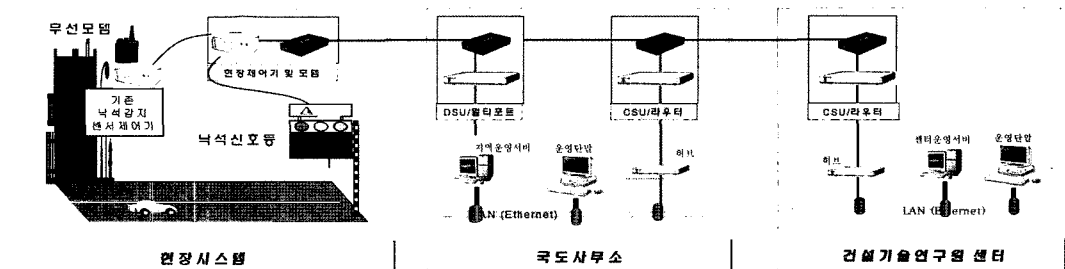 무선모뎀
기존
낙석감지
센서제어기
현장제어기 및 모뎀
낙석신호등
DSU/멀티포트
지역운영서버
운영단말
LAN (Ethernet)
CSU/라우터
허브
CSU/라우터
허브
센터운영서버
운영단말
LAN (Ethernet)
현장시스템
국도사무소
건설기술연구원 센터